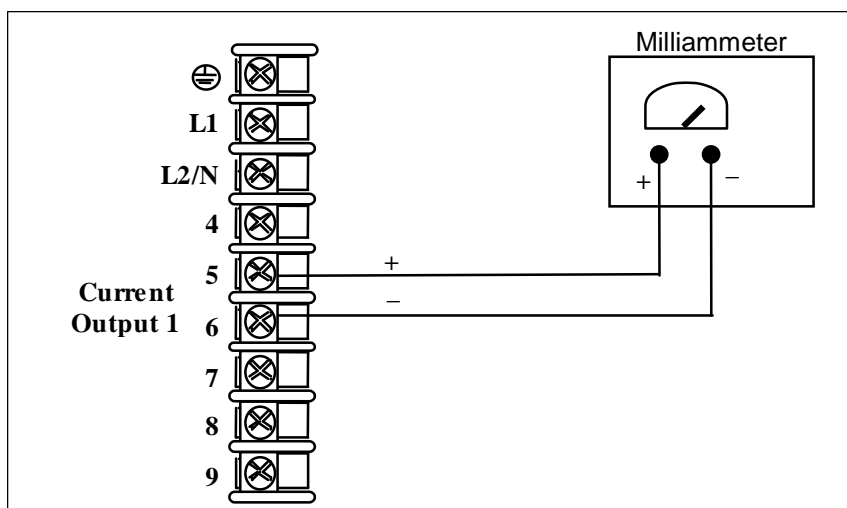 Milliammeter
L1
L2/N
+ −
4
5 +
Current
Output 1 6 −
7
8
9